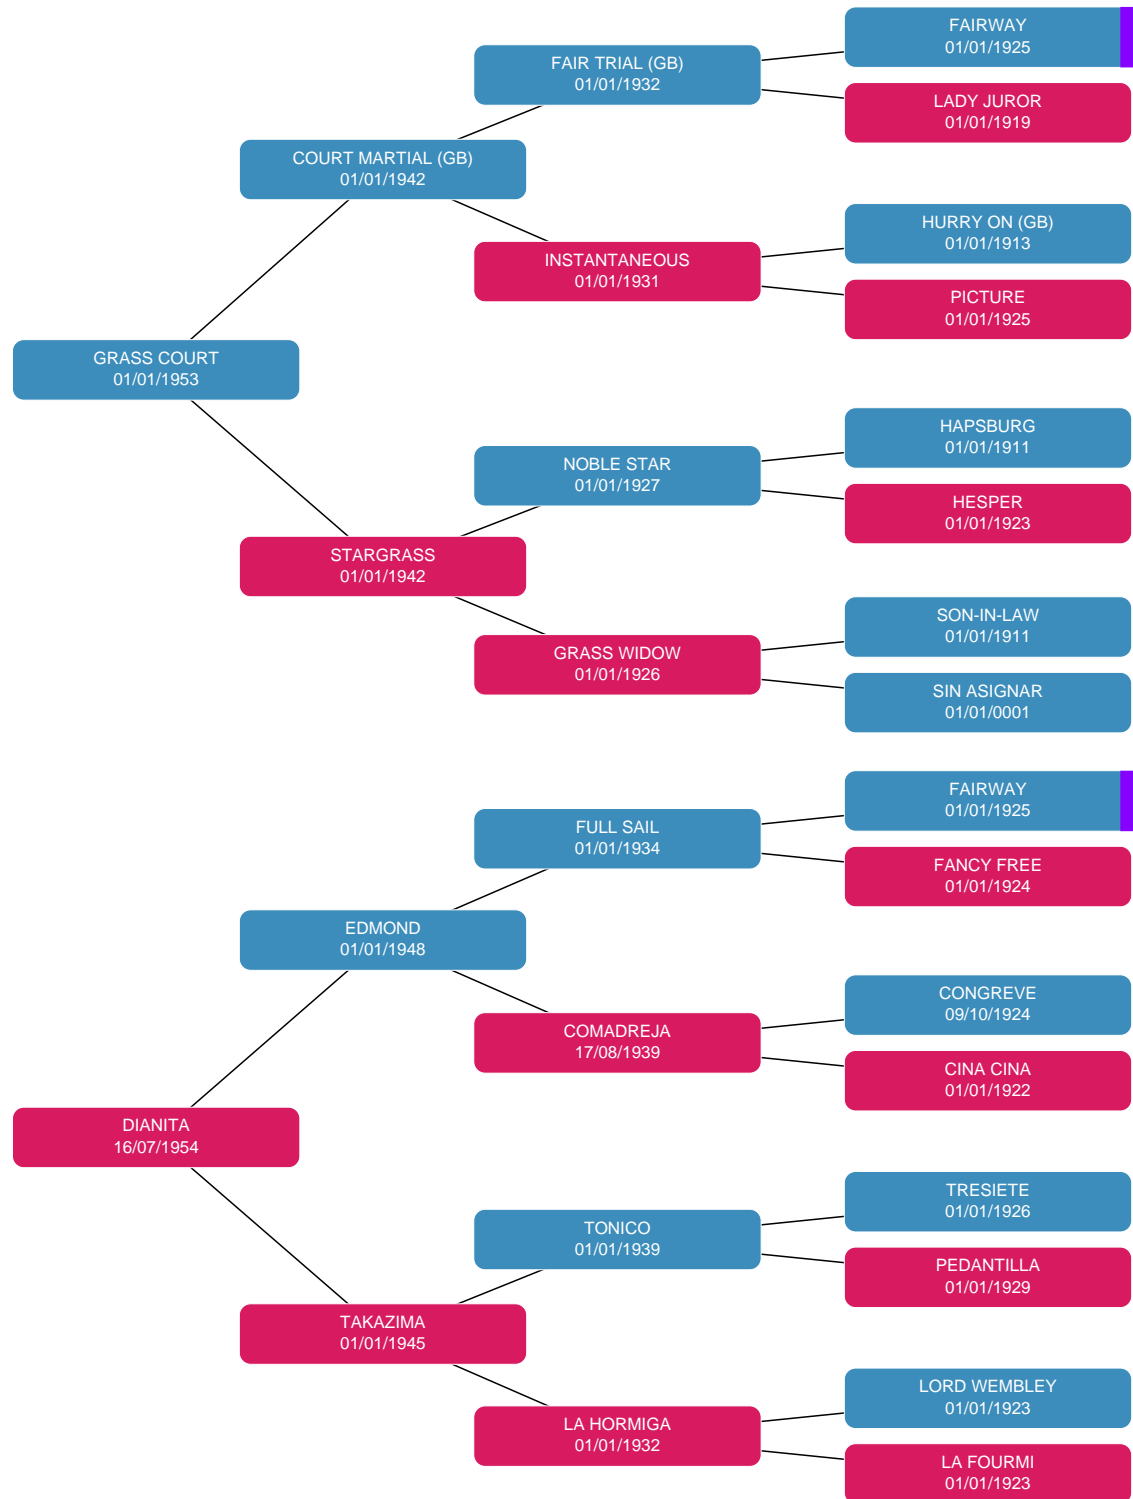 FAIRWAY
01/01/1925
FAIR TRIAL (GB)
01/01/1932
LADY JUROR
01/01/1919
COURT MARTIAL (GB)
01/01/1942
HURRY ON (GB)
01/01/1913
INSTANTANEOUS
01/01/1931
PICTURE
01/01/1925
GRASS COURT
01/01/1953
HAPSBURG
01/01/1911
NOBLE STAR
01/01/1927
HESPER
01/01/1923
STARGRASS
01/01/1942
SON-IN-LAW
01/01/1911
GRASS WIDOW
01/01/1926
SIN ASIGNAR
01/01/0001
FAIRWAY
01/01/1925
FULL SAIL
01/01/1934
FANCY FREE
01/01/1924
EDMOND
01/01/1948
CONGREVE
09/10/1924
COMADREJA
17/08/1939
CINA CINA
01/01/1922
DIANITA
16/07/1954
TRESIETE
01/01/1926
TONICO
01/01/1939
PEDANTILLA
01/01/1929
TAKAZIMA
01/01/1945
LORD WEMBLEY
01/01/1923
LA HORMIGA
01/01/1932
LA FOURMI
01/01/1923